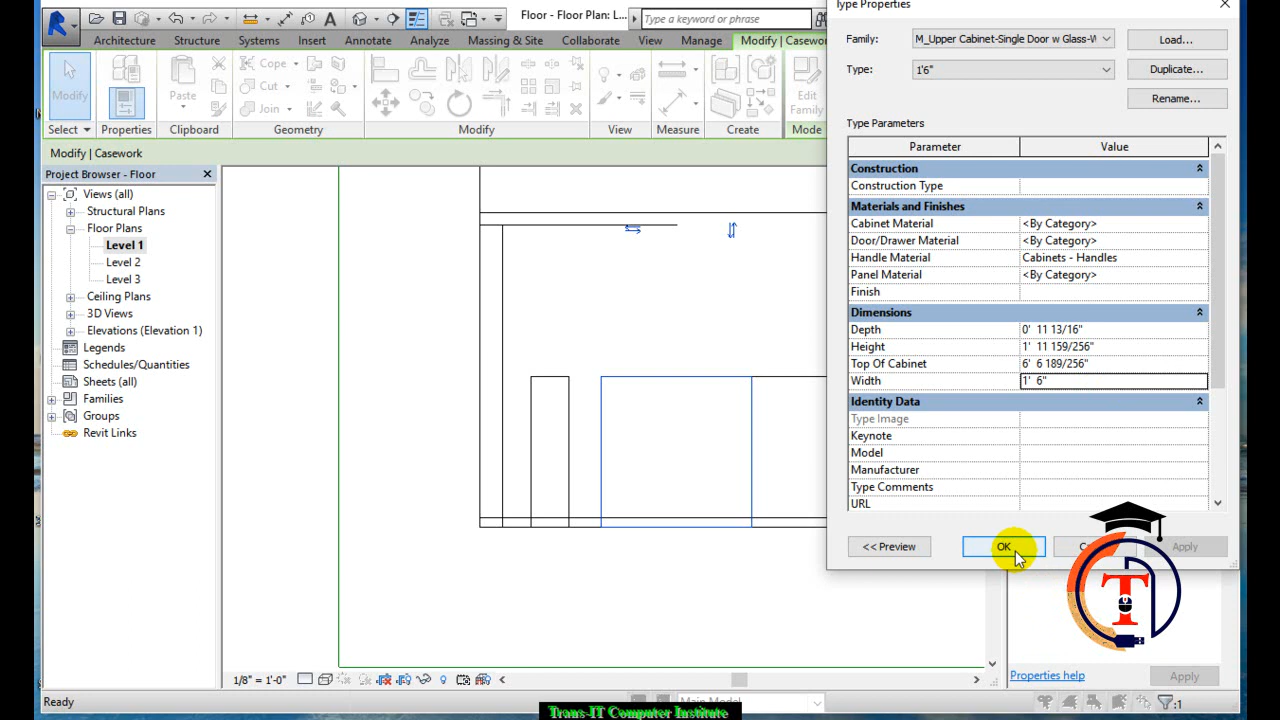 Floor - Floor Plan: L...
Type a keyword or phrase
Architecture Structure Systems Insert Annotate Analyze Massing & Site Collaborate View Manage Modify | Casewo
Modify
Paste
Cope
Cut
Join
Edit
Family
Select Properties Clipboard Geometry Modify View Measure Create Mode
Modify | Casework
Project Browser - Floor
Views (all)
Structural Plans
Floor Plans
Level 1
Level 2
Level 3
Ceiling Plans
3D Views
Elevations (Elevation 1)
Legends
Schedules/Quantities
Sheets (all)
Families
Groups
Revit Links
Type Properties
Family: M_Upper Cabinet-Single Door w Glass-W Load...
Type: 1'6" Duplicate...
Rename...
Type Parameters
Parameter Value
Construction
Construction Type
Materials and Finishes
Cabinet Material <By Category>
Door/Drawer Material <By Category>
Handle Material Cabinets - Handles
Panel Material <By Category>
Finish
Dimensions
Depth 0' 11 13/16"
Height 1' 11 159/256"
Top Of Cabinet 6' 6 189/256"
Width 1' 6"
Identity Data
Type Image
Keynote
Model
Manufacturer
Type Comments
URL
<< Preview OK Apply
T
Properties help Apply
1/8" = 1'-0"
Ready
Main Model
:1
Trans-IT Computer Institute